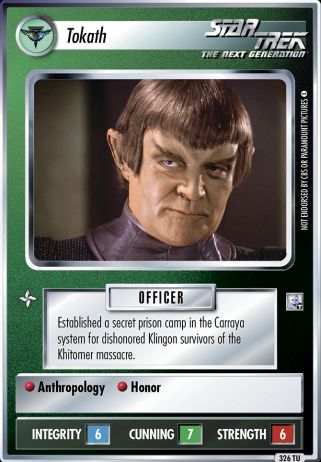 Tokath
STAR TREK
THE NEXT GENERATION
NOT ENDORSED BY CBS OR PARAMOUNT PICTURES
OFFICER
Established a secret prison camp in the Carraya
system for dishonored Klingon survivors of the
Khitomer massacre.
Anthropology Honor
INTEGRITY 6 CUNNING 7 STRENGTH 6
326 TU